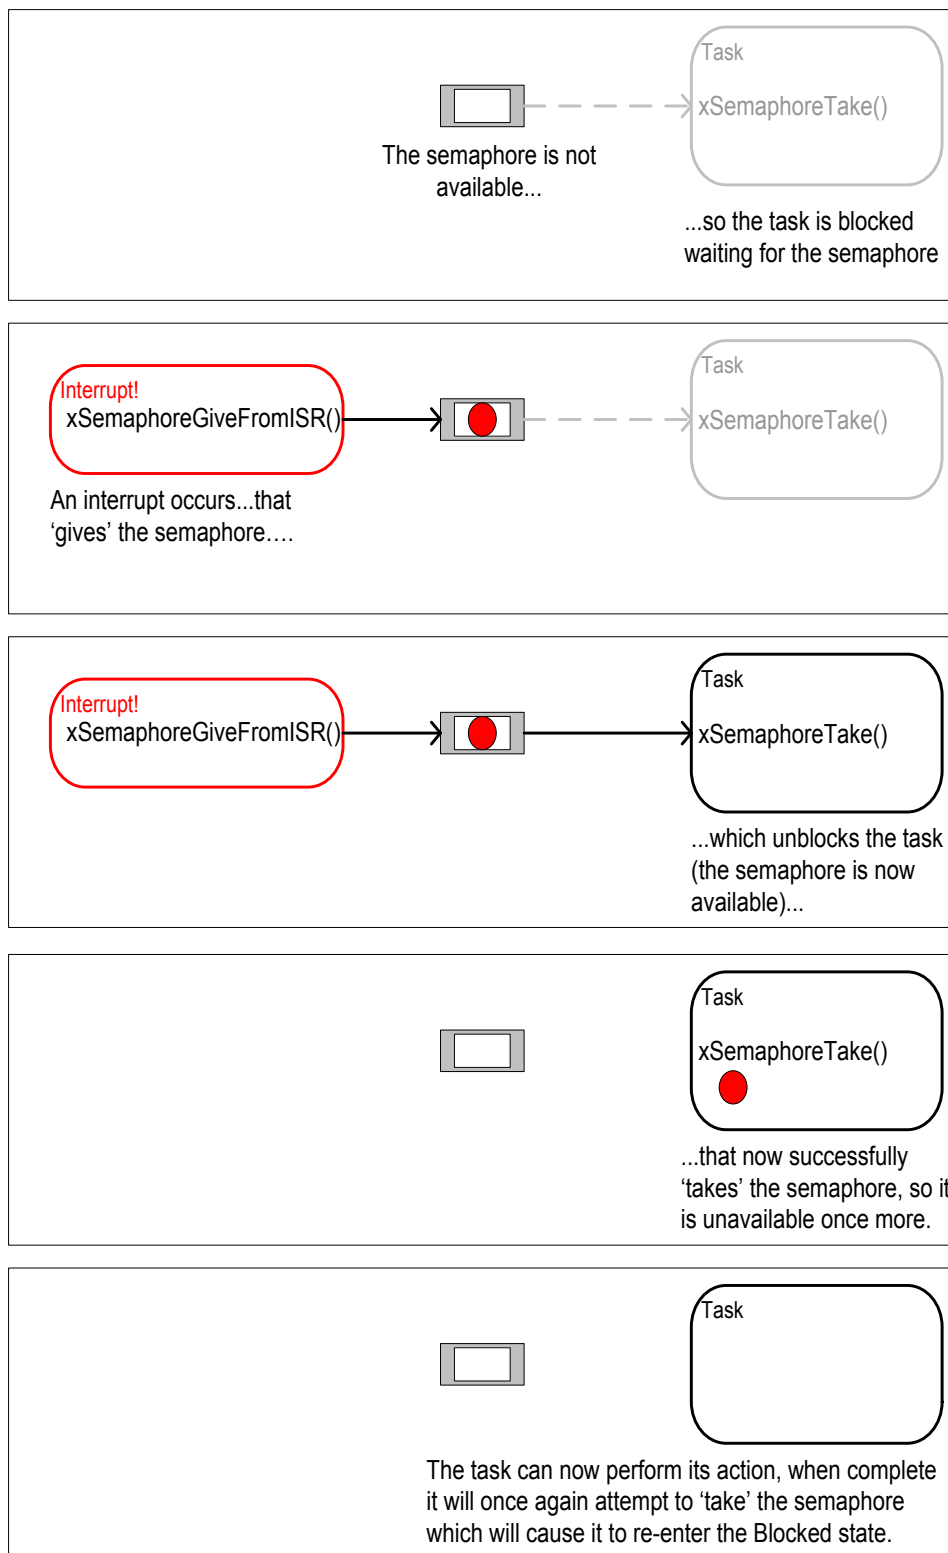 Task
xSemaphoreTake()
The semaphore is not
available...
...so the task is blocked
waiting for the semaphore
Task
Interrupt!
xSemaphoreGiveFromISR()
xSemaphoreTake()
An interrupt occurs...that
‘gives’ the semaphore….
Task
Interrupt!
xSemaphoreGiveFromISR()
xSemaphoreTake()
...which unblocks the task
(the semaphore is now
available)...
Task
xSemaphoreTake()
...that now successfully
‘takes’ the semaphore, so it
is unavailable once more.
Task
The task can now perform its action, when complete
it will once again attempt to ‘take’ the semaphore
which will cause it to re-enter the Blocked state.